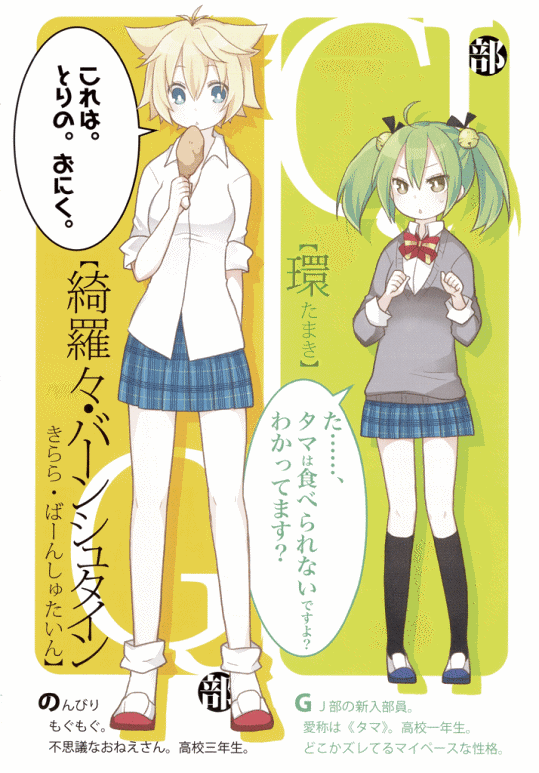 GJ部
これは。
とりの。おにく。
【綺羅々・バーンシュタイン
きらら・ばーんしゅたいん】
G
部
のんびり
もぐもぐ。
不思議なおねえさん。高校三年生。
【環
たまき】
た……、
タマは食べられないですよ?
わかってます?
GJ部の新入部員。
愛称は《タマ》。高校一年生。
どこかズレてるマイペースな性格。